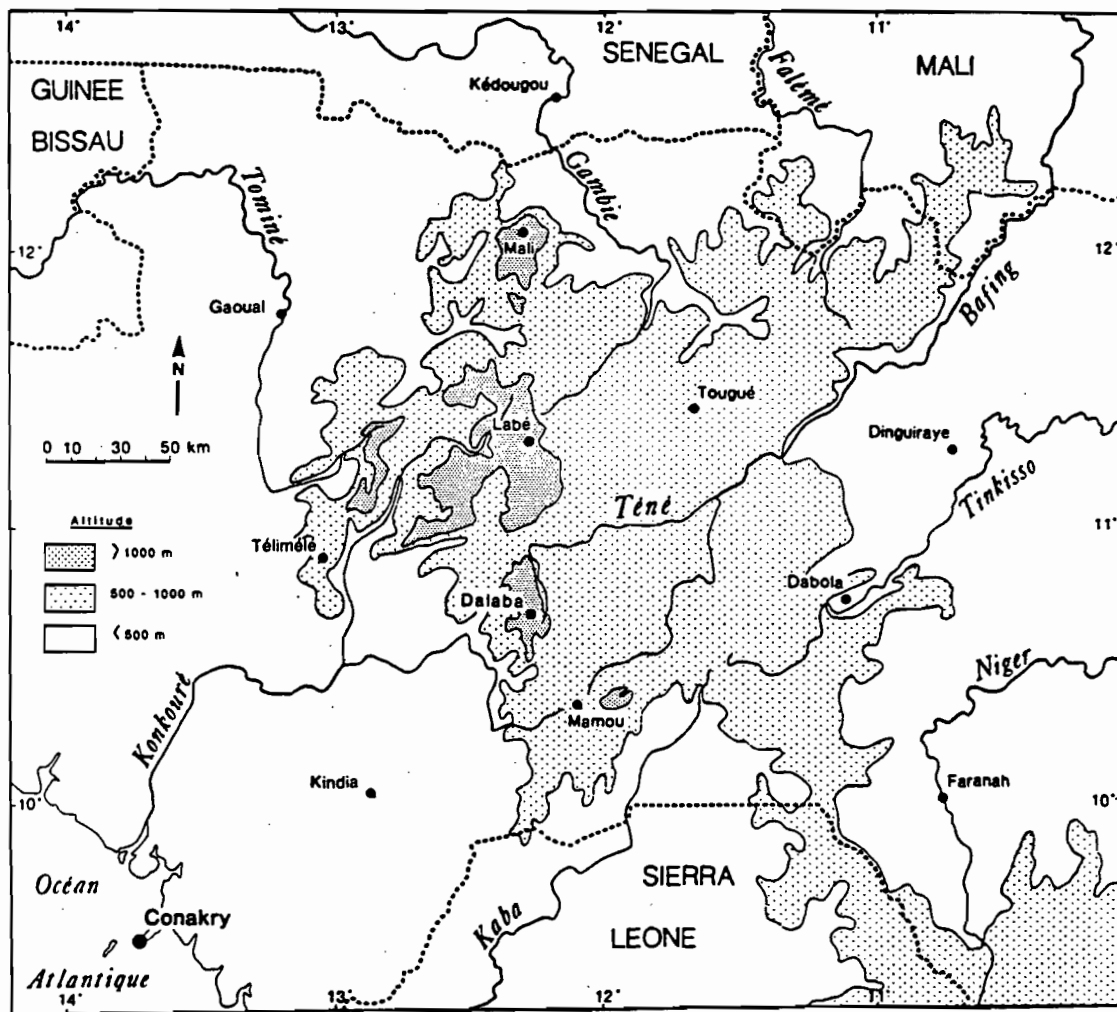 14°
13°
12°
11°
SENEGAL
MALI
GUINEE
BISSAU
Kédougou
Falémé
Tominé
Gambie
Mali
12°
12°
Gaoual
Bafing
N
Tougué
Labé
Dinguiraye
0 10 30 50 km
Tinkisso
Téné
11°
Altitude
> 1000 m
500 - 1000 m
< 500 m
Télimélé
Dabola
Dalaba
Niger
Konkouré
Mamou
Kindia
Faranah
10°
10°
SIERRA
LEONE
Océan
Kaba
Conakry
Atlantique
14°
13°
12°
11°